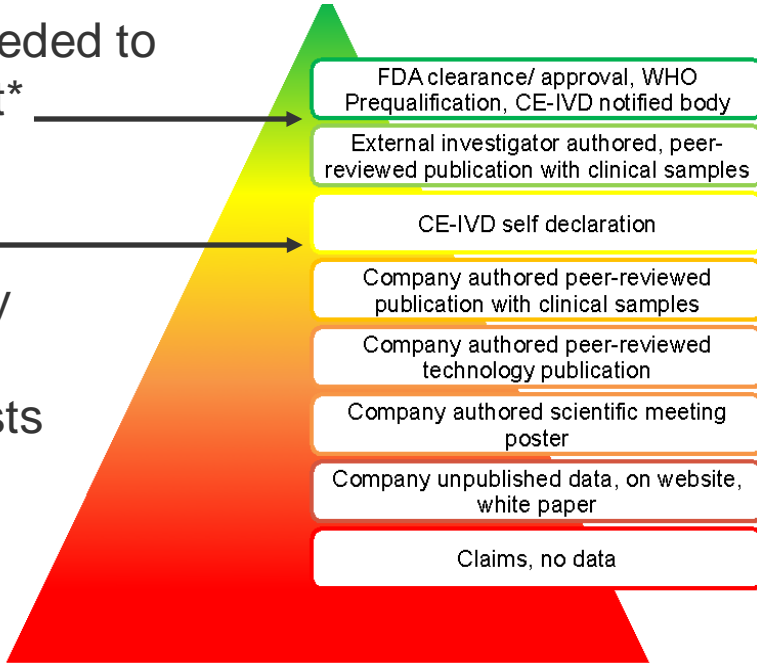 eded to
t*
y
sts
FDA clearance/ approval, WHO
Prequalification, CE-IVD notified body
External investigator authored, peer-
reviewed publication with clinical samples
CE-IVD self declaration
Company authored peer-reviewed
publication with clinical samples
Company authored peer-reviewed
technology publication
Company authored scientific meeting
poster
Company unpublished data, on website,
white paper
Claims, no data